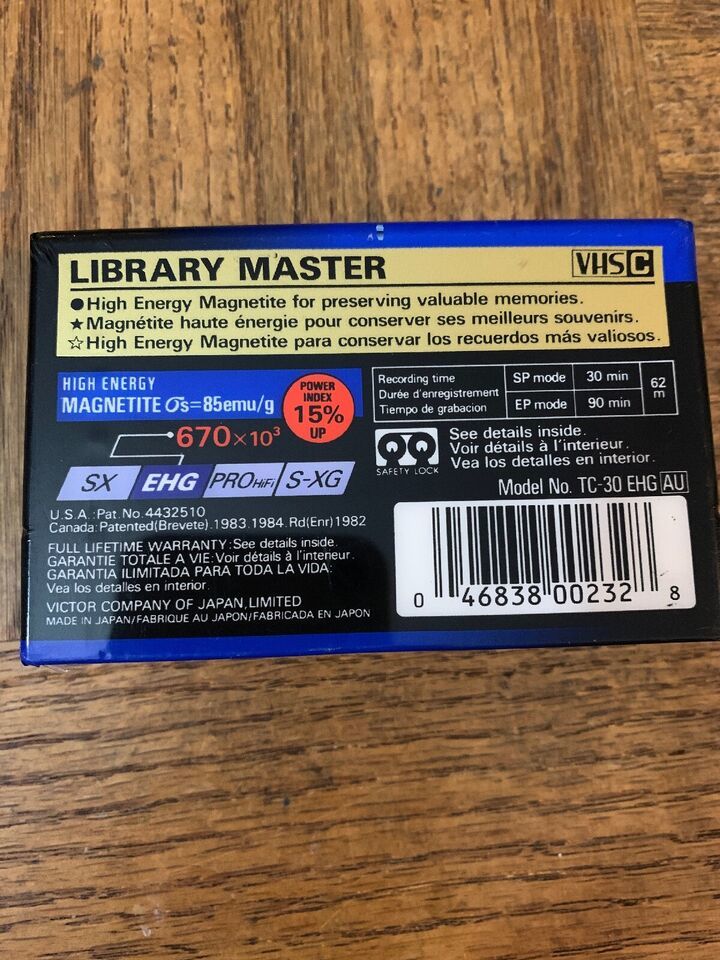 LIBRARY MASTER
VHS C
●High Energy Magnetite for preserving valuable memories.
★Magnétite haute énergie pour conserver ses meilleurs souvenirs.
☆High Energy Magnetite para conservar los recuerdos más valiosos.
HIGH ENERGY
MAGNETITE σs=85emu/g
POWER
INDEX
15%
UP
670×10³
SX EHG PRO HiFi S-XG
Recording time
Durée d'enregistrement
Tiempo de grabacion
SP mode 30 min
EP mode 90 min
62
m
SAFETY LOCK
See details inside.
Voir détails à l'interieur.
Vea los detalles en interior.
Model No. TC-30 EHG AU
U.S.A.:Pat.No.4432510
Canada:Patented(Brevete).1983.1984.Rd(Enr)1982
FULL LIFETIME WARRANTY:See details inside.
GARANTIE TOTALE A VIE:Voir détails à l'interieur.
GARANTIA ILIMITADA PARA TODA LA VIDA:
Vea los detalles en interior.
VICTOR COMPANY OF JAPAN,LIMITED
MADE IN JAPAN/FABRIQUE AU JAPON/FABRICADA EN JAPON
0 46838 00232 8